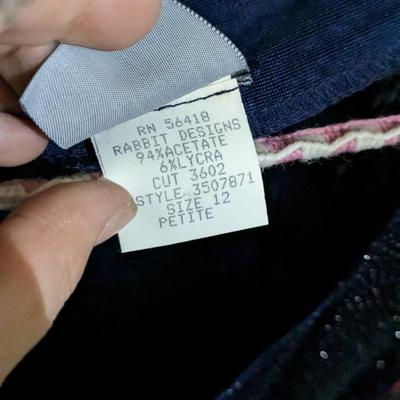 RN 56418
RABBIT DESIGNS
94%ACETATE
6%LYCRA
CUT 3602
STYLE 3507871
SIZE 12
PETITE